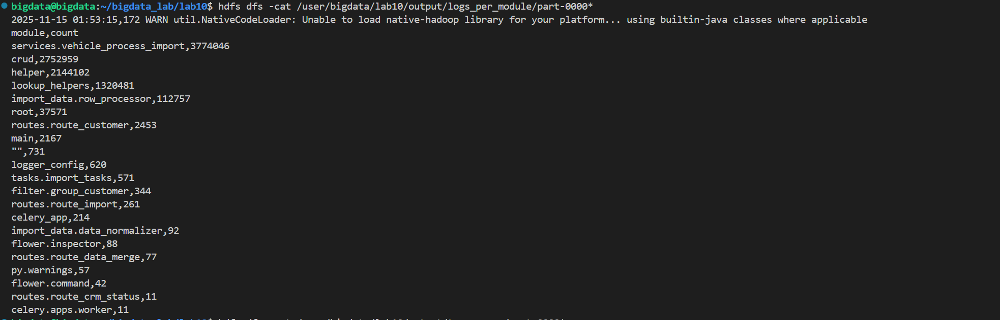 bigdata@bigdata:~/bigdata_lab/lab10$ hdfs dfs -cat /user/bigdata/lab10/output/logs_per_module/part-0000*
2025-11-15 01:53:15,172 WARN util.NativeCodeLoader: Unable to load native-hadoop library for your platform... using builtin-java classes where applicable
module,count
services.vehicle_process_import,3774046
crud,2752959
helper,2144102
lookup_helpers,1320481
import_data.row_processor,112757
root,37571
routes.route_customer,2453
main,2167
"",731
logger_config,620
tasks.import_tasks,571
filter.group_customer,344
routes.route_import,261
celery_app,214
import_data.data_normalizer,92
flower.inspector,88
routes.route_data_merge,77
py.warnings,57
flower.command,42
routes.route_crm_status,11
celery.apps.worker,11